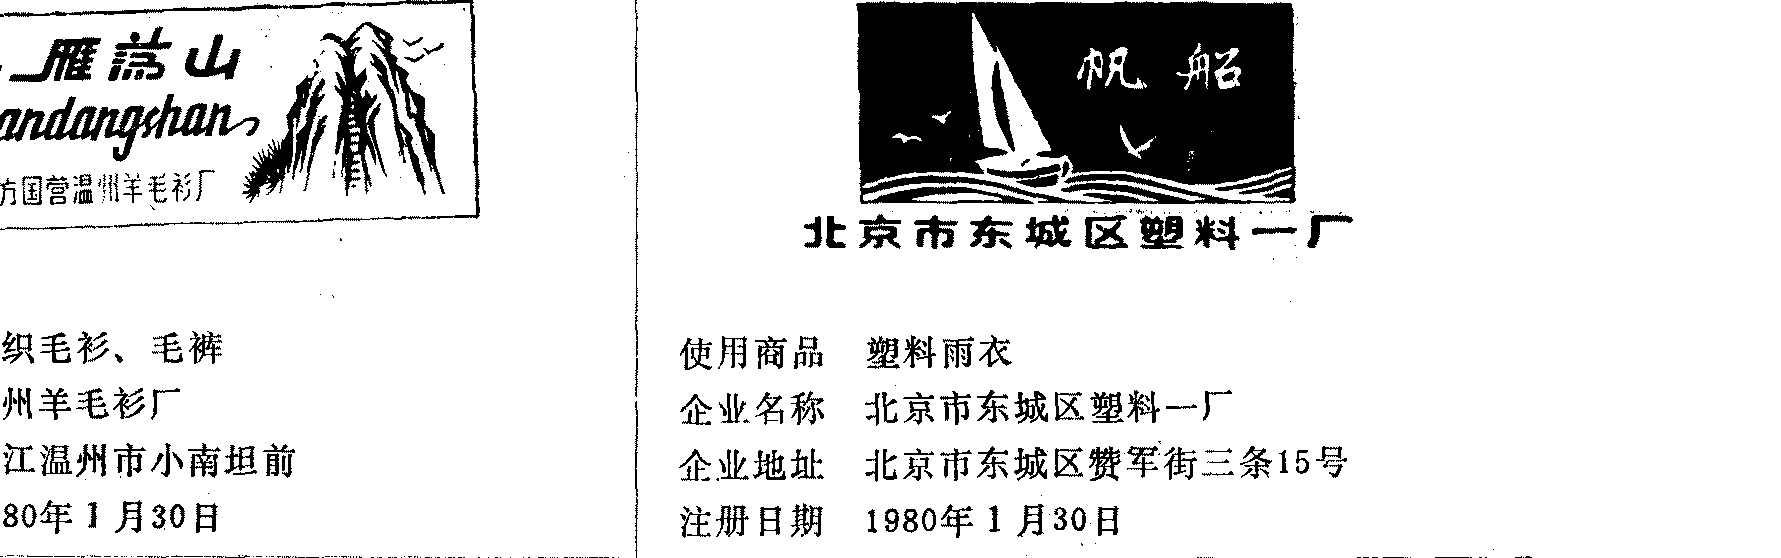 雁荡山
andangshan
方国营温州羊毛衫厂
织毛衫、毛裤
州羊毛衫厂
江温州市小南坦前
80年1月30日
帆船
北京市东城区塑料一厂
使用商品 塑料雨衣
企业名称 北京市东城区塑料一厂
企业地址 北京市东城区赞军街三条15号
注册日期 1980年1月30日